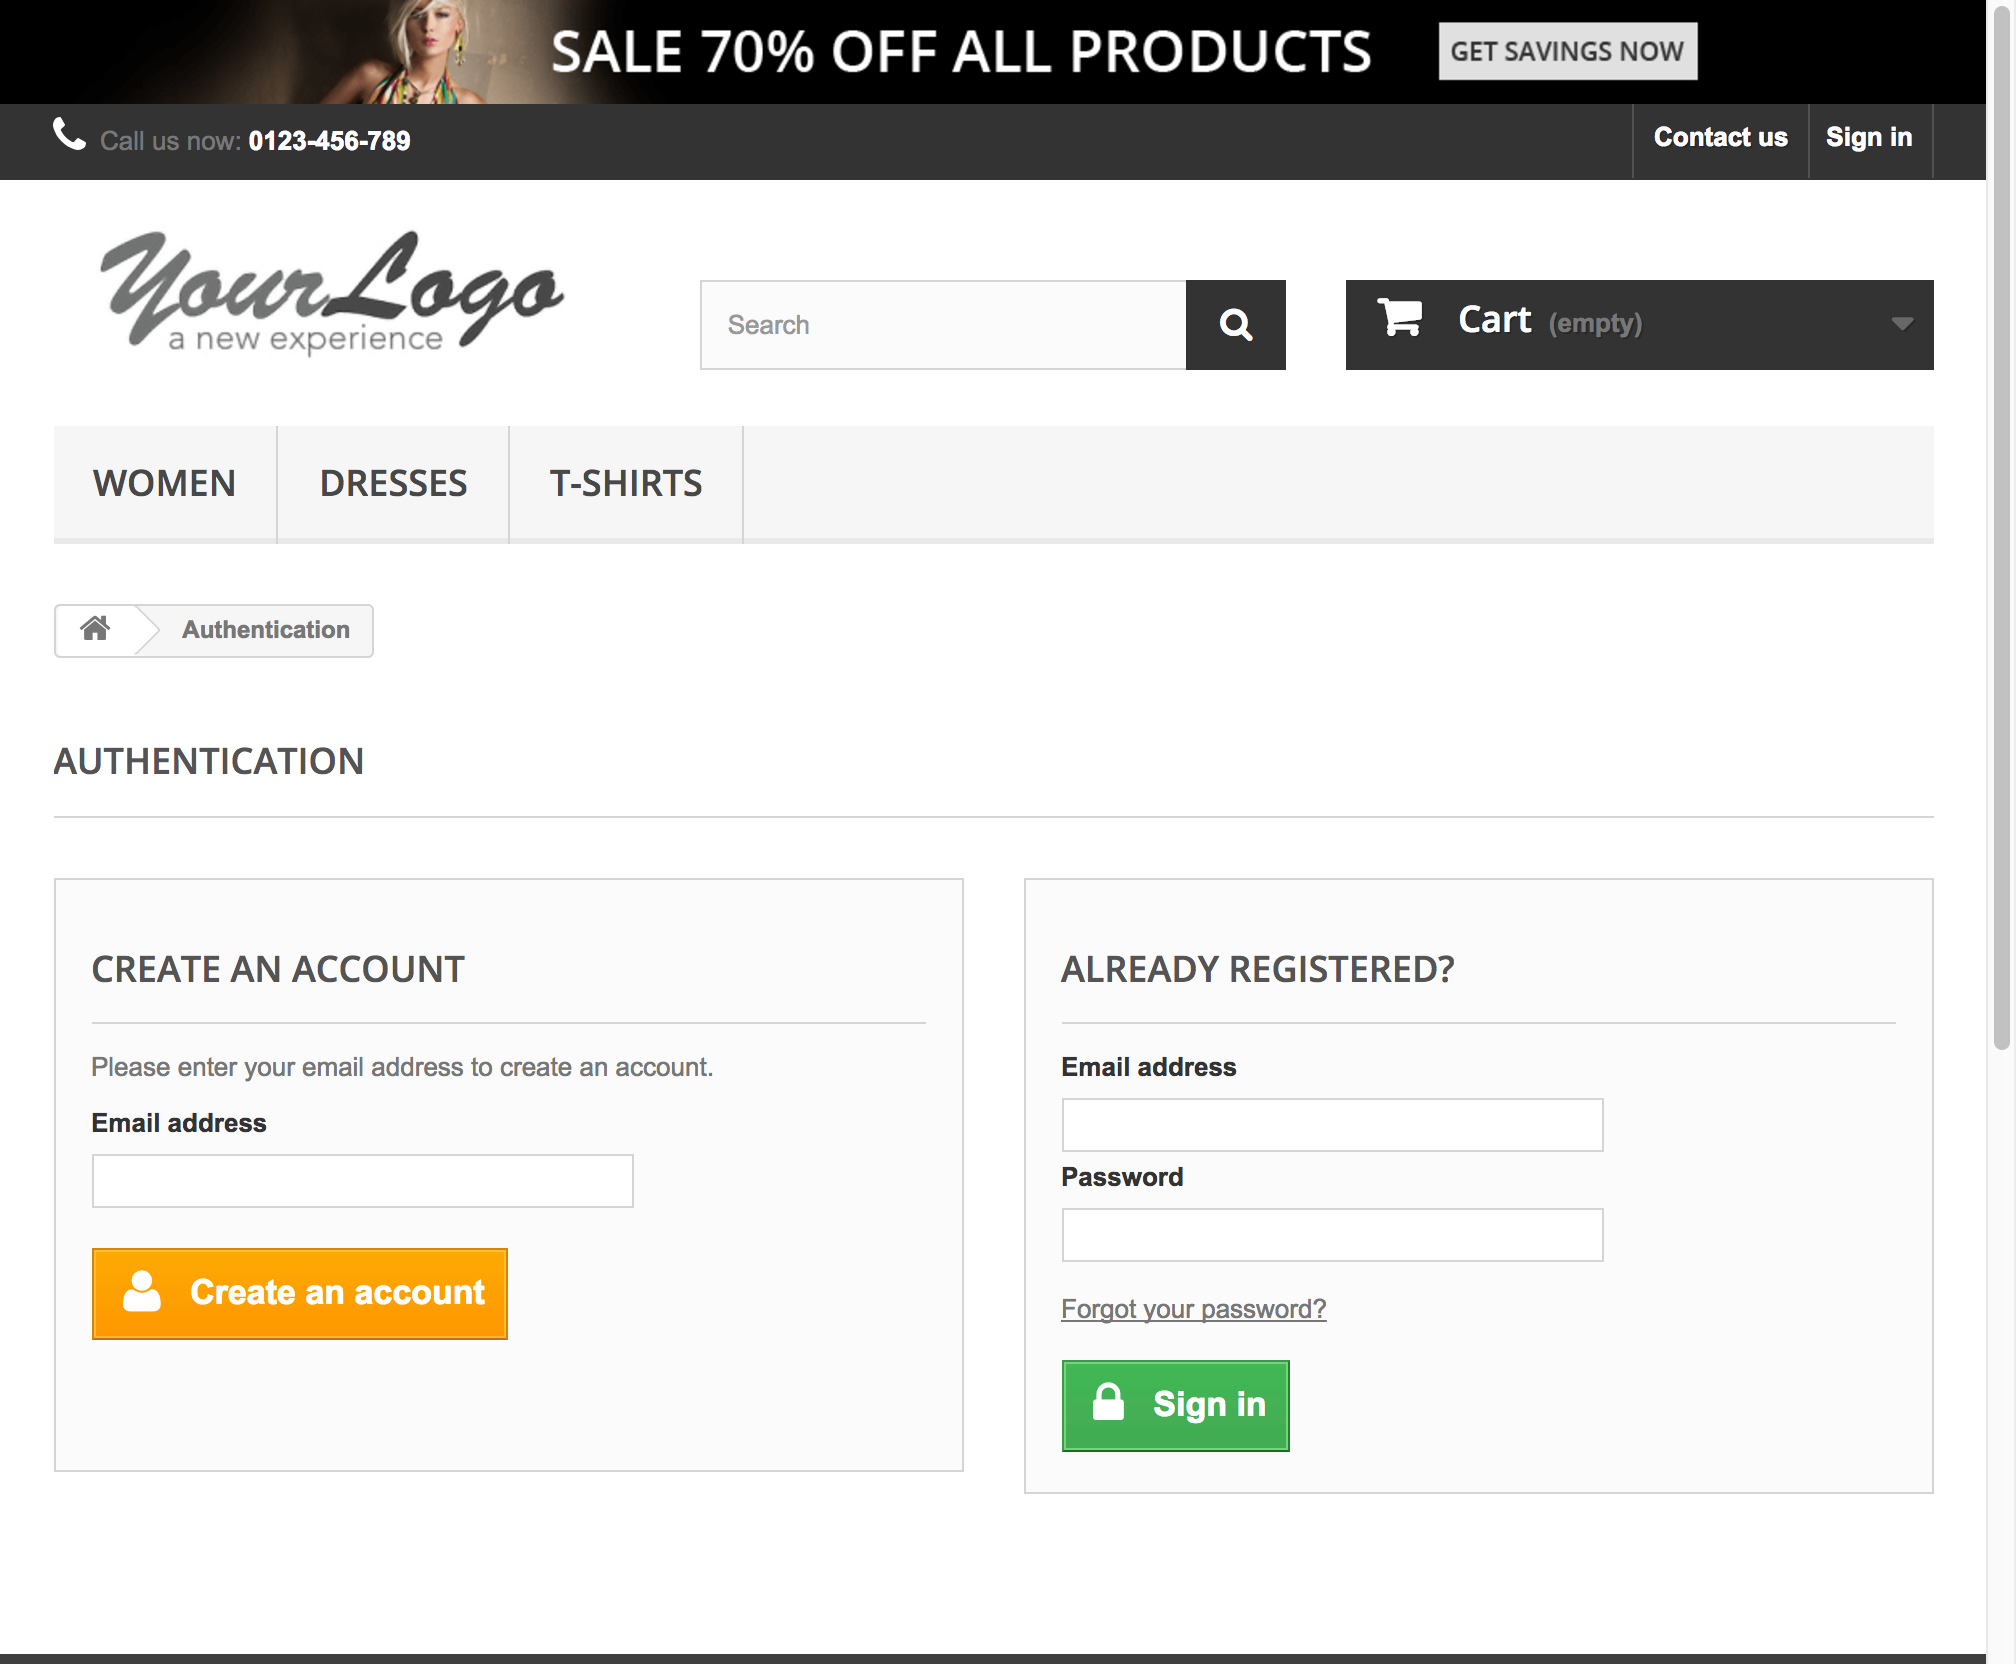 SALE 70% OFF ALL PRODUCTS GET SAVINGS NOW
Call us now: 0123-456-789 Contact us Sign in
YourLogo
a new experience
Search
Cart (empty)
WOMEN DRESSES T-SHIRTS
Authentication
AUTHENTICATION
CREATE AN ACCOUNT
Please enter your email address to create an account.
Email address
Create an account
ALREADY REGISTERED?
Email address
Password
Forgot your password?
Sign in